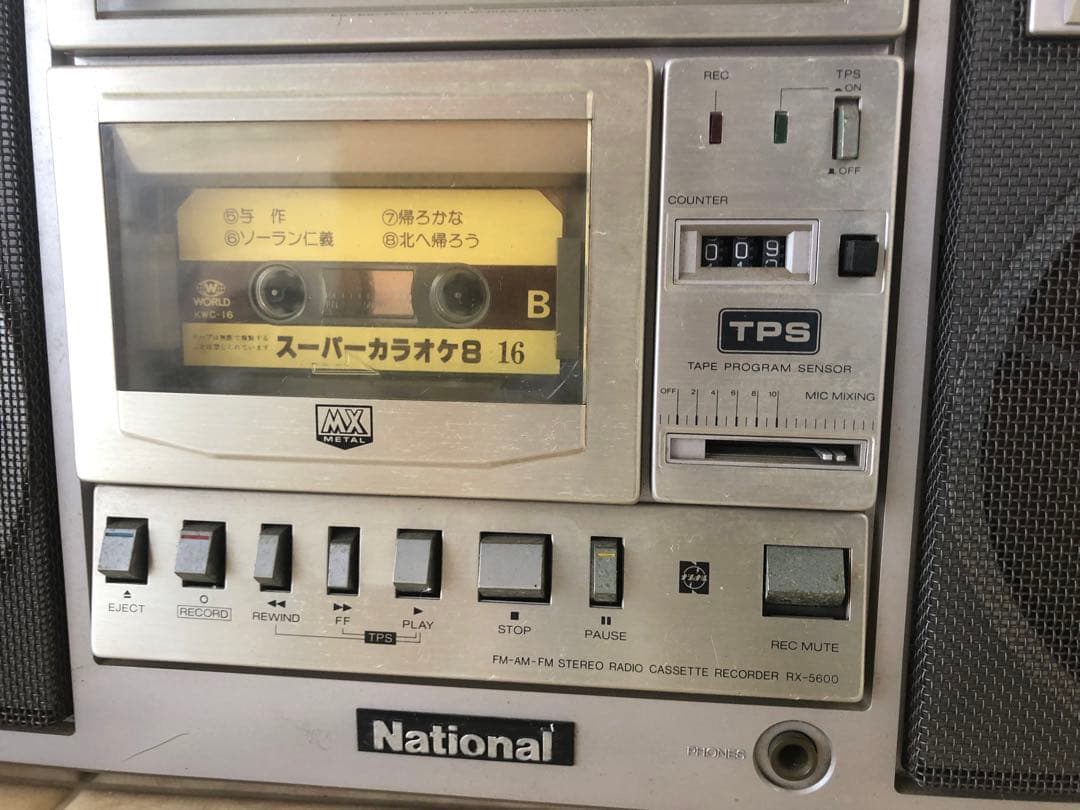 ⑤与 作
⑥ソーラン仁義
⑦帰ろかな
⑧北へ帰ろう
W
WORLD
KWC-16
B
スーパーカラオケ8 16
MX
METAL
REC
TPS
ON
OFF
COUNTER
009
TPS
TAPE PROGRAM SENSOR
OFF 2 4 6 8 10 MIC MIXING
EJECT
RECORD
REWIND
FF
PLAY
TPS
STOP
PAUSE
REC MUTE
FM-AM-FM STEREO RADIO CASSETTE RECORDER RX-5600
National
PHONES